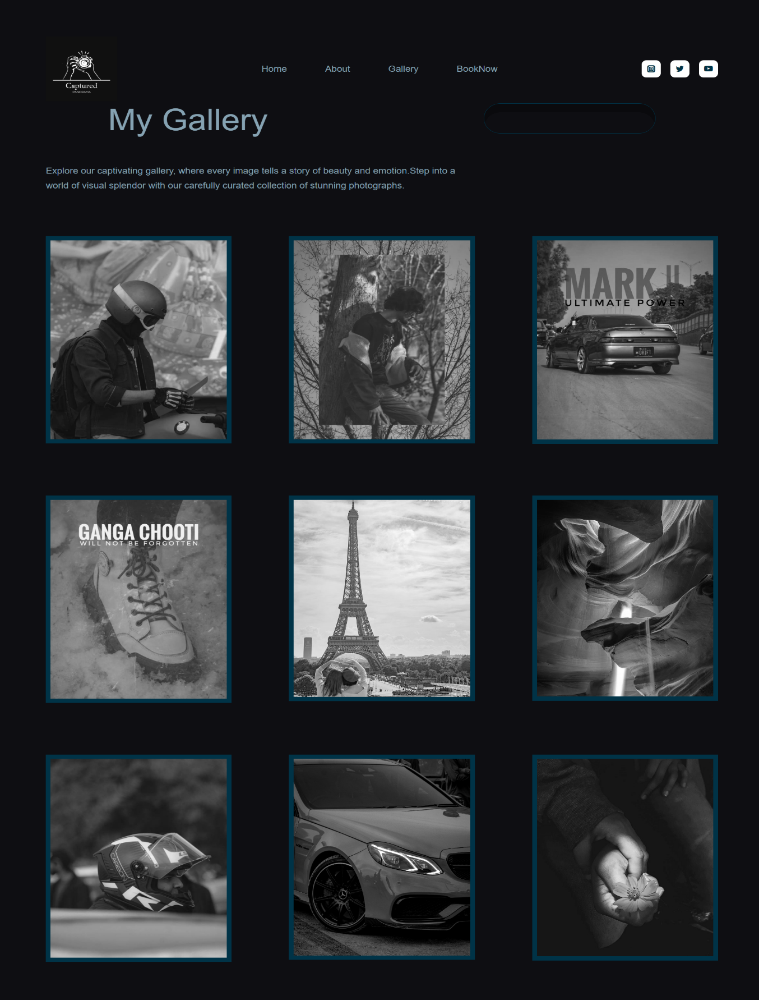 Captured
PANORAMA
Home
About
Gallery
BookNow
My Gallery
Explore our captivating gallery, where every image tells a story of beauty and emotion.Step into a
world of visual splendor with our carefully curated collection of stunning photographs.
MARK II
ULTIMATE POWER
DRIFT
GANGA CHOOTI
WILL NOT BE FORGOTTEN
CARBON